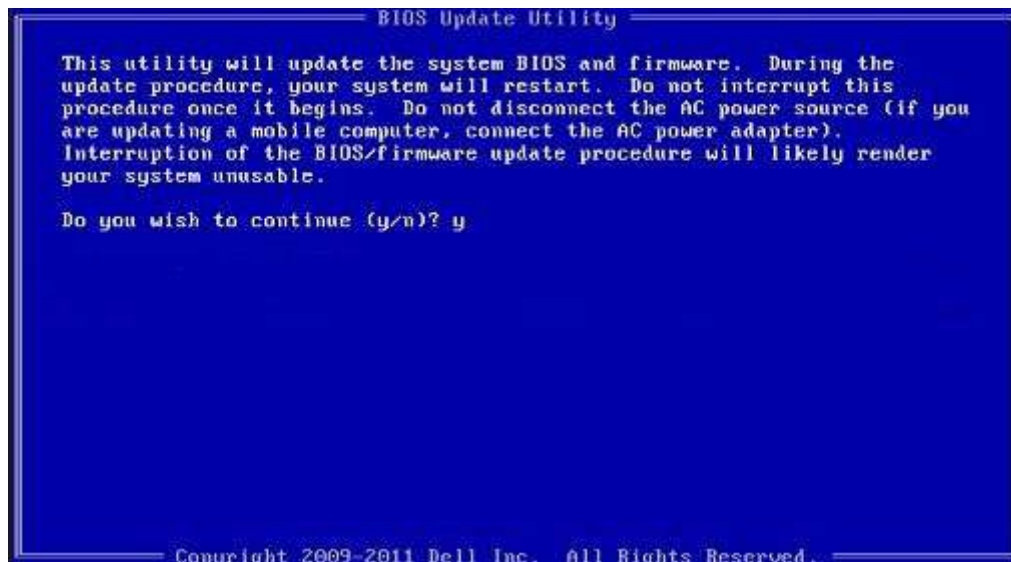 BIOS Update Utility
This utility will update the system BIOS and firmware. During the
update procedure, your system will restart. Do not interrupt this
procedure once it begins. Do not disconnect the AC power source (if you
are updating a mobile computer, connect the AC power adapter).
Interruption of the BIOS/firmware update procedure will likely render
your system unusable.
Do you wish to continue (y/n)? y
Copyright 2009-2011 Dell Inc. All Rights Reserved.